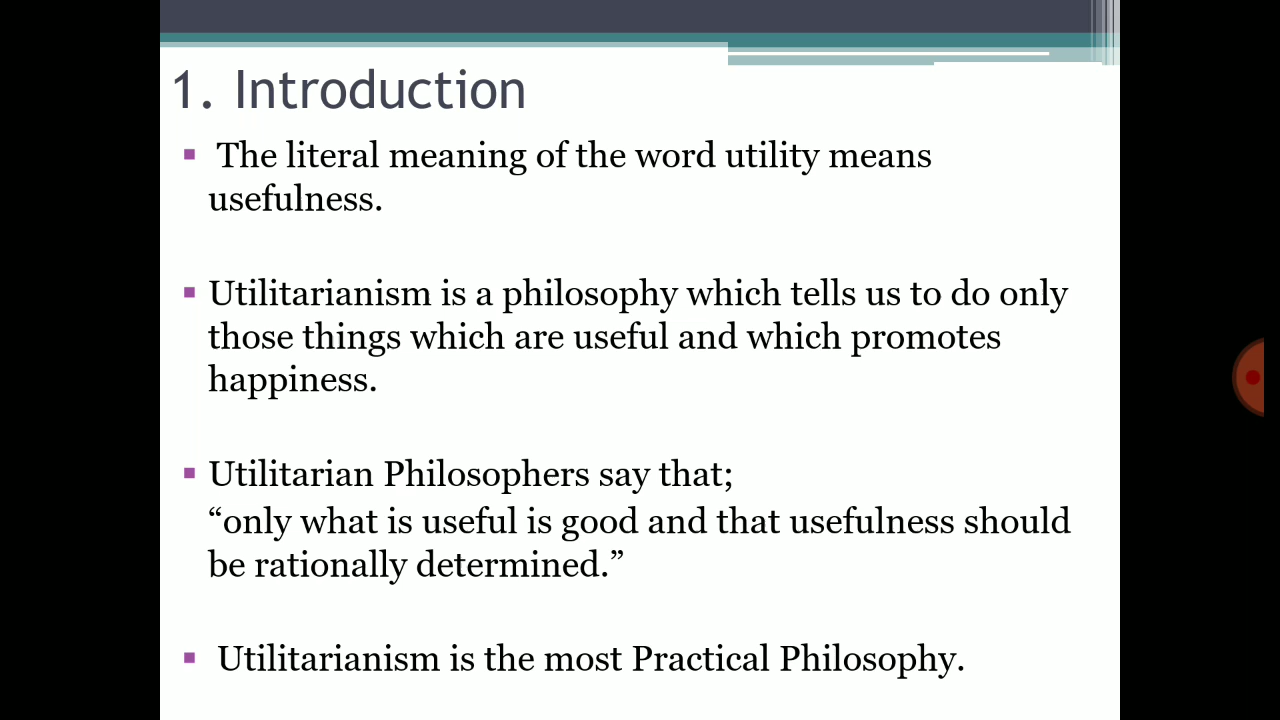 1. Introduction
▪ The literal meaning of the word utility means
usefulness.
▪ Utilitarianism is a philosophy which tells us to do only
those things which are useful and which promotes
happiness.
▪ Utilitarian Philosophers say that;
“only what is useful is good and that usefulness should
be rationally determined.”
▪ Utilitarianism is the most Practical Philosophy.